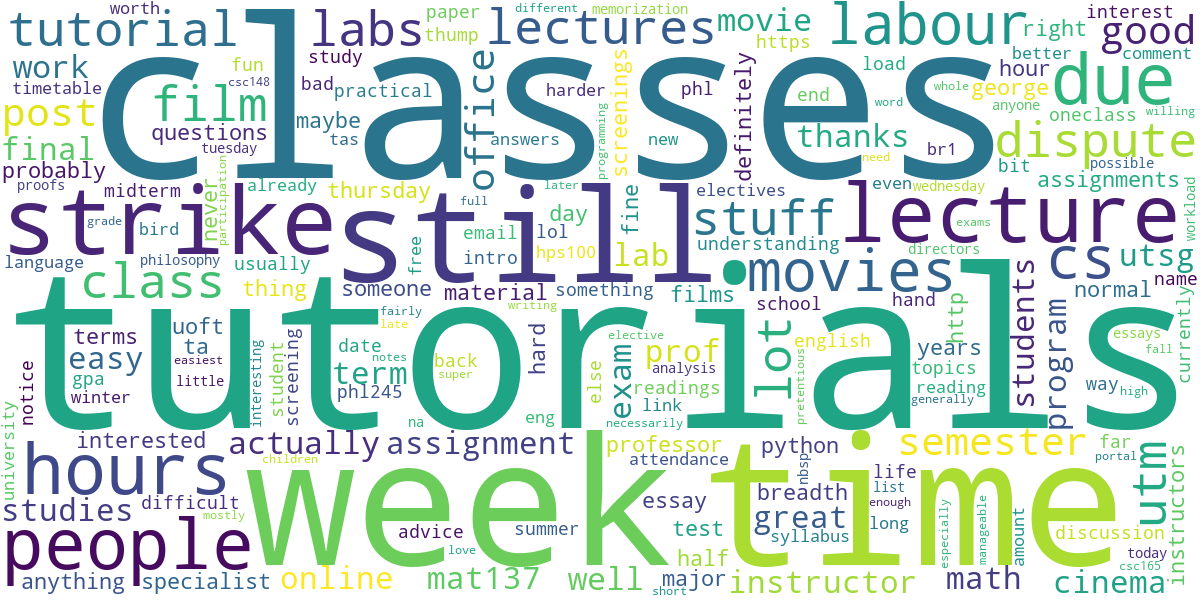 worth
tutorial
labs
paper
thump
different
memorization
lectures
movie
https
labour
right
interest
good
work
timetable
classes
fun
csc148
study
bad
practical
maybe
office
harder
screenings
phl
definitely
load
end
hour
better
comment
due
george
anyone
whole
word
oneclass
willing
post
film
questions
tuesday
tas
answers
programming
new
thanks
need
br1
dispute
bit
possible
final
probably
proofs
midterm
never
participation
already
thursday
still
full
later
fine
electives
even
wednesday
assignments
workload
strike
grade
bird
day
lol
email
free
intro
hps100
lab
stuff
understanding
lecture
exams
directors
language
philosophy
usually
class
thing
someone
material
something
films
movies
school
hand
cs
utsg
normal
name
tutorials
terms
uoft
ta
easy
easiest
little
gpa
winter
notice
interesting
student
screening
date
term
phl245
fairly
late
notes
back
super
na
writing
hard
eng
else
elective
exam
prof
analysis
readings
link
necessarily
lot
english
pretentious
years
topics
reading
generally
http
students
program
way
high
essays
fall
currently
university
interested
actually
assignment
professor
attendance
python
semester
far
portal
utm
instructors
hours
children
week
time
studies
difficult
mostly
people
advice
love
summer
essay
test
half
nbsp
breadth
great
syllabus
life
list
enough
long
especially
manageable
amount
discussion
today
csc165
anything
specialist
online
mat137
well
short
major
instructor
math
cinema